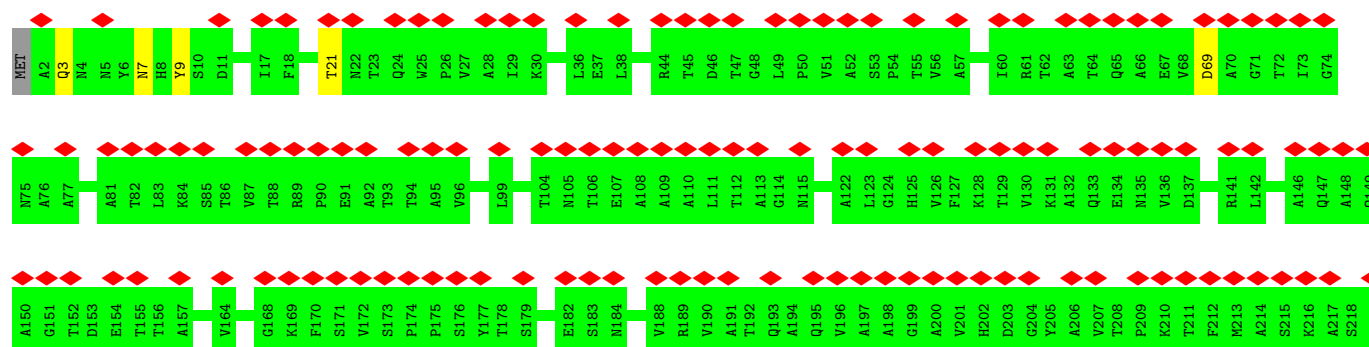 MET A2 Q3 N4 N5 Y6 N7 H8 Y9 S10 D11 I17 F18 T21 N22 T23 Q24 W25 P26 V27 A28 I29 K30 L36 E37 L38 R44 T45 D46 T47 G48 L49 P50 V51 A52 S53 P54 T55 V56 A57 I60 R61 T62 A63 T64 Q65 A66 E67 V68 D69 A70 G71 T72 I73 G74
N75 A76 A77 A81 T82 L83 K84 S85 T86 V87 T88 R89 P90 E91 A92 T93 T94 A95 V96 L99 T104 N105 T106 E107 A108 A109 A110 L111 T112 A113 G114 N115 A122 L123 G124 H125 V126 F127 K128 T129 V130 K131 A132 Q133 E134 N135 V136 D137 R141 L142 A146 Q147 A148
A150 G151 T152 D153 E154 T155 T156 A157 V164 G168 K169 F170 S171 V172 S173 P174 P175 S176 Y177 T178 S179 E182 S183 N184 V188 R189 V190 A191 T192 Q193 A194 Q195 V196 A197 A198 G199 A200 V201 H202 D203 G204 Y205 A206 V207 T208 P209 K210 T211 F212 M213 A214 S215 K216 A217 S218